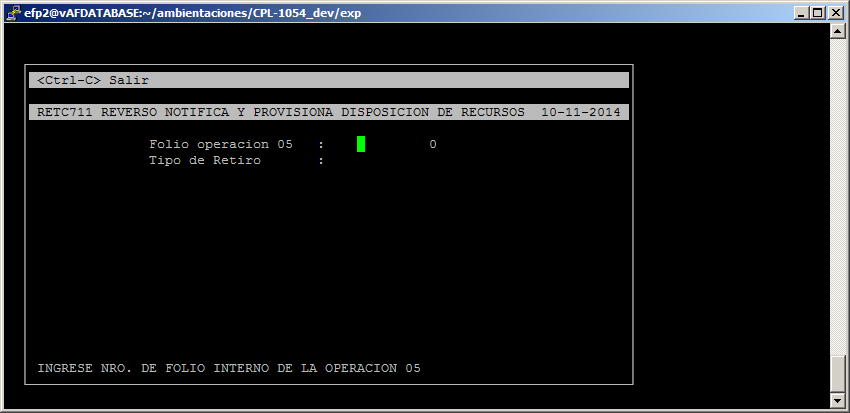 efp2@vAFDATABASE:~/ambientaciones/CPL-1054_dev/exp
<Ctrl-C> Salir
RETC711 REVERSO NOTIFICA Y PROVISIONA DISPOSICION DE RECURSOS 10-11-2014
Folio operacion 05 : 0
Tipo de Retiro :
INGRESE NRO. DE FOLIO INTERNO DE LA OPERACION 05